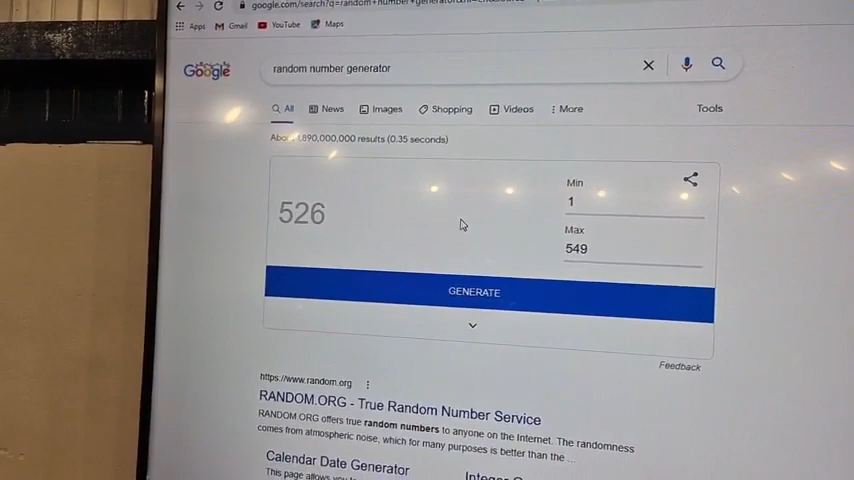 google.com/search?q=random+number+generator
Apps Gmail YouTube Maps
Google random number generator
All News Images Shopping Videos More Tools
About 1,890,000,000 results (0.35 seconds)
Min
1
526
Max
549
GENERATE
Feedback
https://www.random.org
RANDOM.ORG - True Random Number Service
RANDOM.ORG offers true random numbers to anyone on the Internet. The randomness
comes from atmospheric noise, which for many purposes is better than the ...
Calendar Date Generator
This page allows you